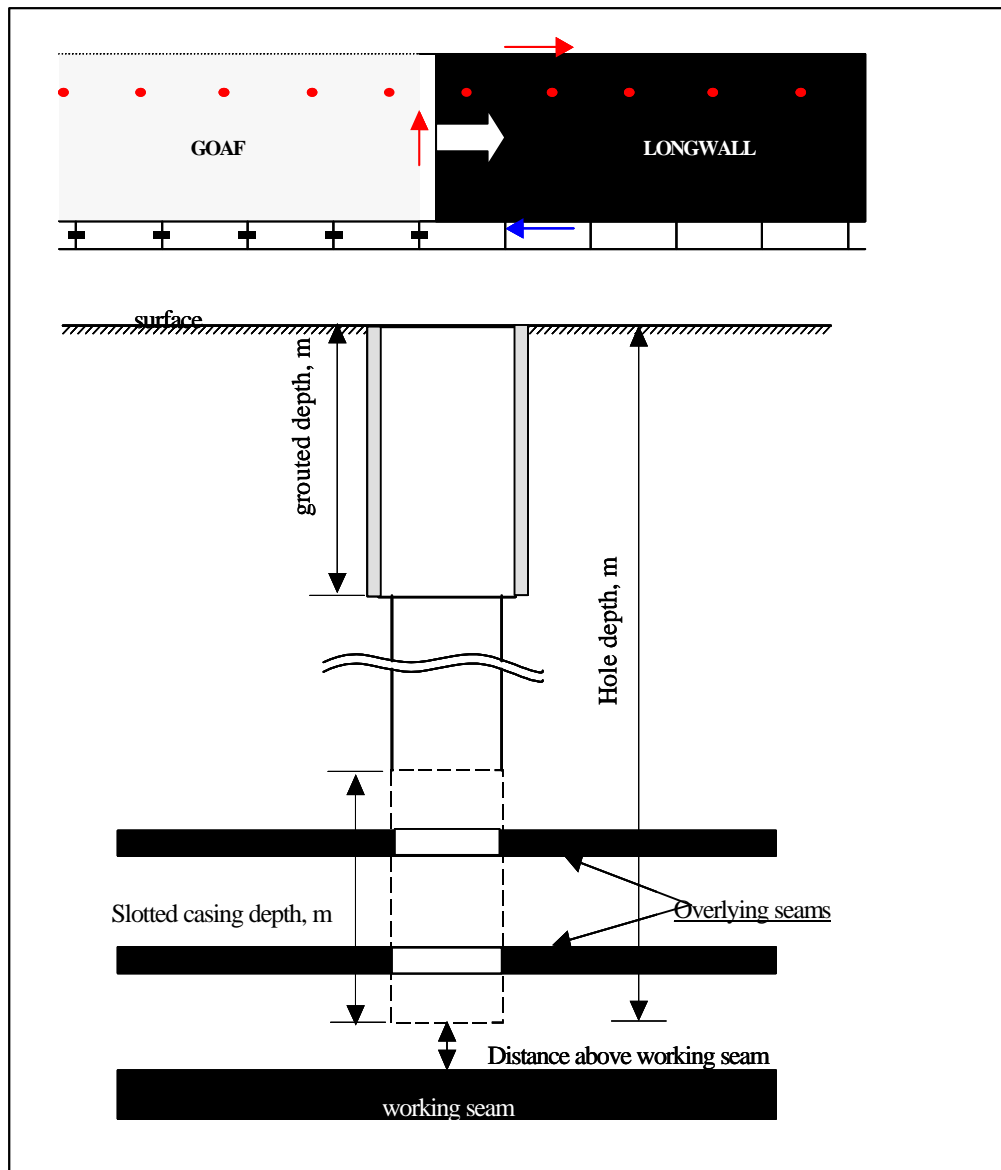 GOAF
LONGWALL
surface
grouted depth, m
Hole depth, m
Slotted casing depth, m
Overlying seams
Distance above working seam
working seam